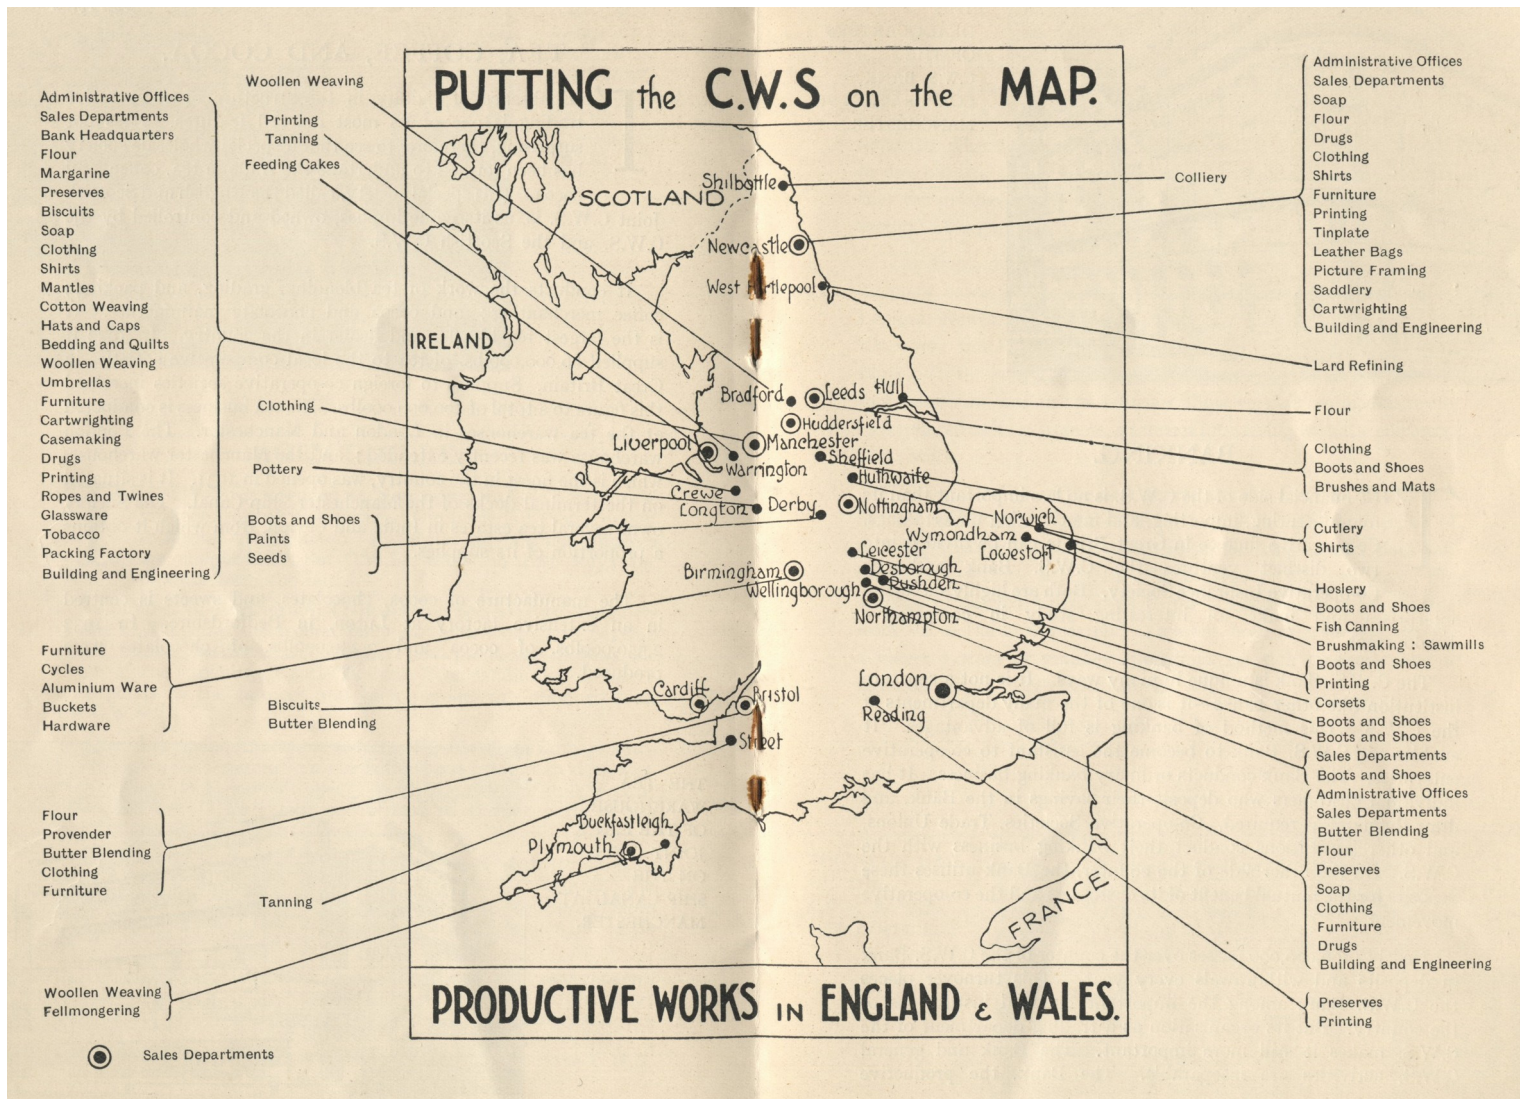 PUTTING the C.W.S on the MAP.
Administrative Offices
Sales Departments
Bank Headquarters
Flour
Margarine
Preserves
Biscuits
Soap
Clothing
Shirts
Mantles
Cotton Weaving
Hats and Caps
Bedding and Quilts
Woollen Weaving
Umbrellas
Furniture
Cartwrighting
Casemaking
Drugs
Printing
Ropes and Twines
Glassware
Tobacco
Packing Factory
Building and Engineering
Furniture
Cycles
Aluminium Ware
Buckets
Hardware
Flour
Provender
Butter Blending
Clothing
Furniture
Woollen Weaving
Fellmongering
Sales Departments
Woollen Weaving
Printing
Tanning
Feeding Cakes
Clothing
Pottery
Boots and Shoes
Paints
Seeds
Biscuits
Butter Blending
Tanning
SCOTLAND
IRELAND
Shilbottle
Newcastle
West
Bradford
Leeds
Hull
Huddersfield
Liverpool
Manchester
Warrington
Sheffield
Huthwaite
Crewe
Longton
Derby
Nottingham
Norwich
Wymondham
Lowestoft
Leicester
Desborough
Birmingham
Rushden
Wellingborough
Northampton
Cardiff
Bristol
London
Reading
Street
Buckfastleigh
Plymouth
FRANCE
PRODUCTIVE WORKS IN ENGLAND & WALES.
Administrative Offices
Sales Departments
Soap
Flour
Drugs
Clothing
Shirts
Furniture
Printing
Tinplate
Leather Bags
Picture Framing
Saddlery
Cartwrighting
Building and Engineering
Colliery
Lard Refining
Flour
Clothing
Boots and Shoes
Brushes and Mats
Cutlery
Shirts
Hosiery
Boots and Shoes
Fish Canning
Brushmaking : Sawmills
Boots and Shoes
Printing
Corsets
Boots and Shoes
Boots and Shoes
Sales Departments
Boots and Shoes
Administrative Offices
Sales Departments
Butter Blending
Flour
Preserves
Soap
Clothing
Furniture
Drugs
Building and Engineering
Preserves
Printing